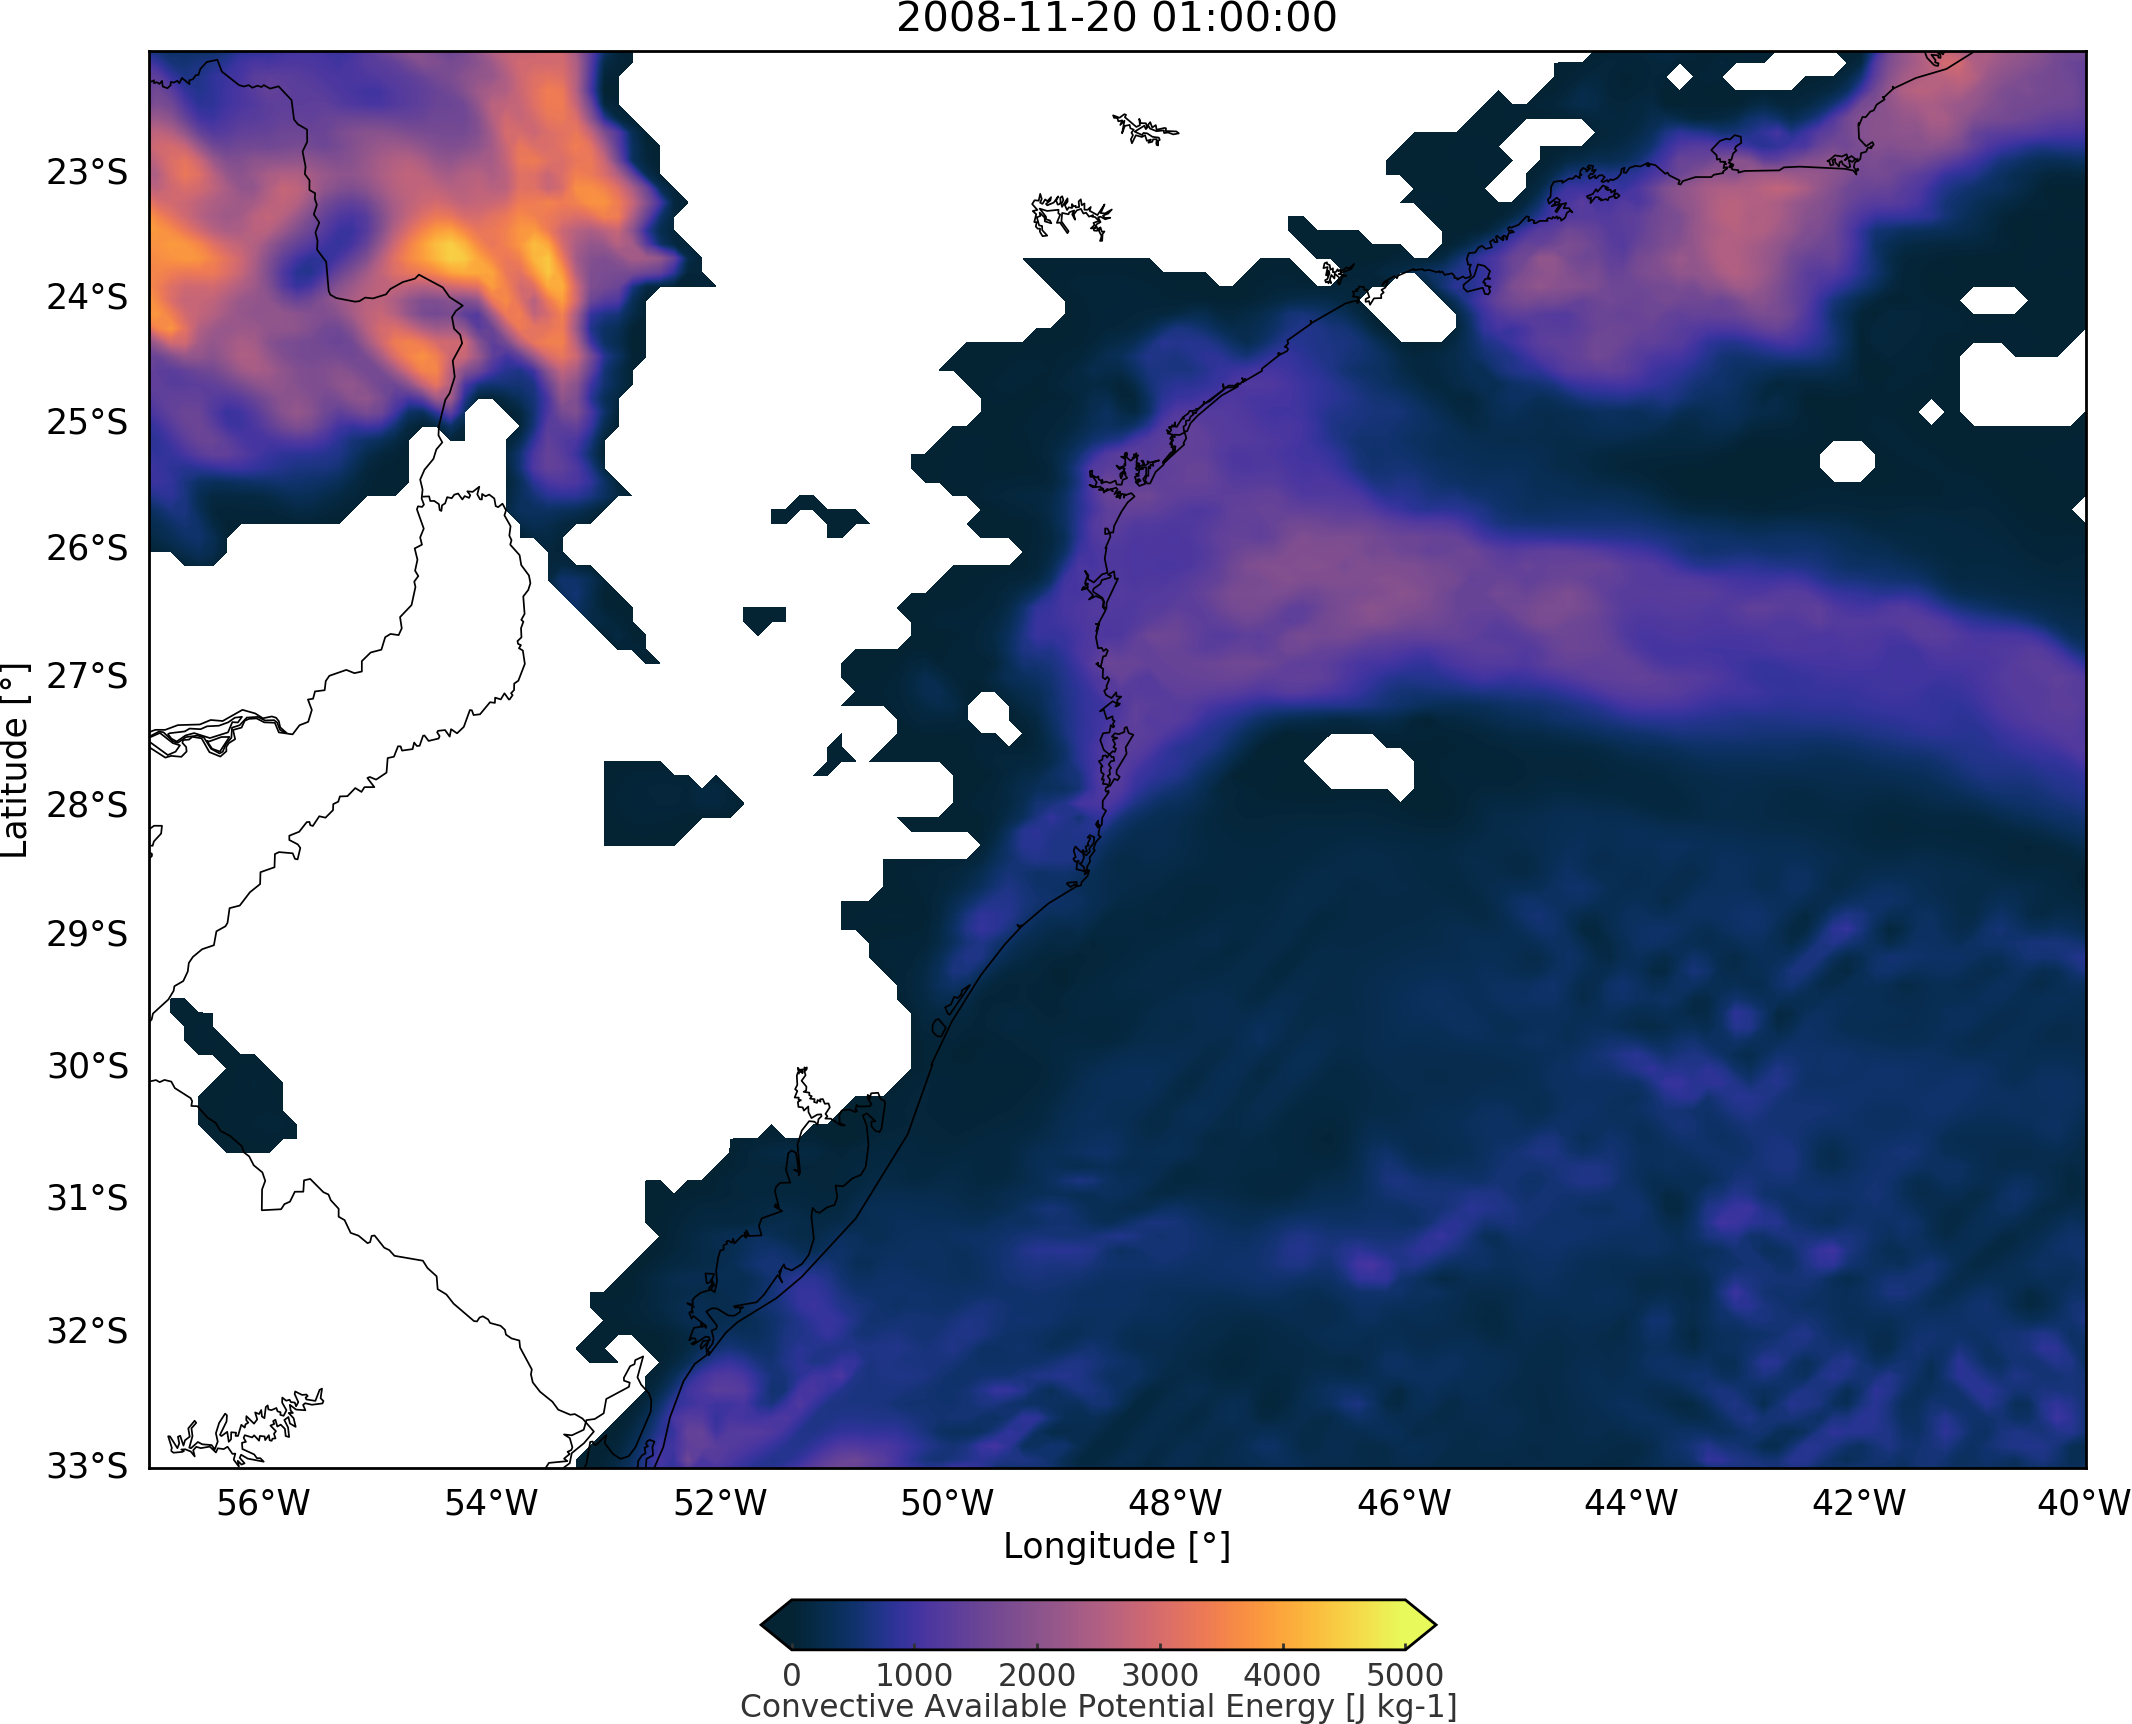 2008-11-20 01:00:00
23°S
24°S
25°S
26°S
27°S
28°S
29°S
30°S
31°S
32°S
33°S
Latitude [°]
56°W 54°W 52°W 50°W 48°W 46°W 44°W 42°W 40°W
Longitude [°]
0 1000 2000 3000 4000 5000
Convective Available Potential Energy [J kg-1]